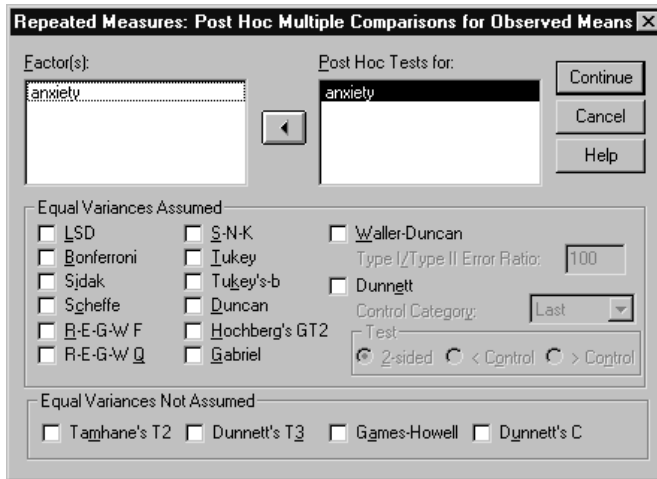 Repeated Measures: Post Hoc Multiple Comparisons for Observed Means
Factor(s):
anxiety
Post Hoc Tests for:
anxiety
Continue
Cancel
Help
Equal Variances Assumed
LSD
Bonferroni
Sidak
Scheffe
R-E-G-W F
R-E-G-W Q
S-N-K
Tukey
Tukey's-b
Duncan
Hochberg's GT2
Gabriel
Waller-Duncan
Type I/Type II Error Ratio: 100
Dunnett
Control Category: Last
Test
2-sided < Control > Control
Equal Variances Not Assumed
Tamhane's T2 Dunnett's T3 Games-Howell Dunnett's C